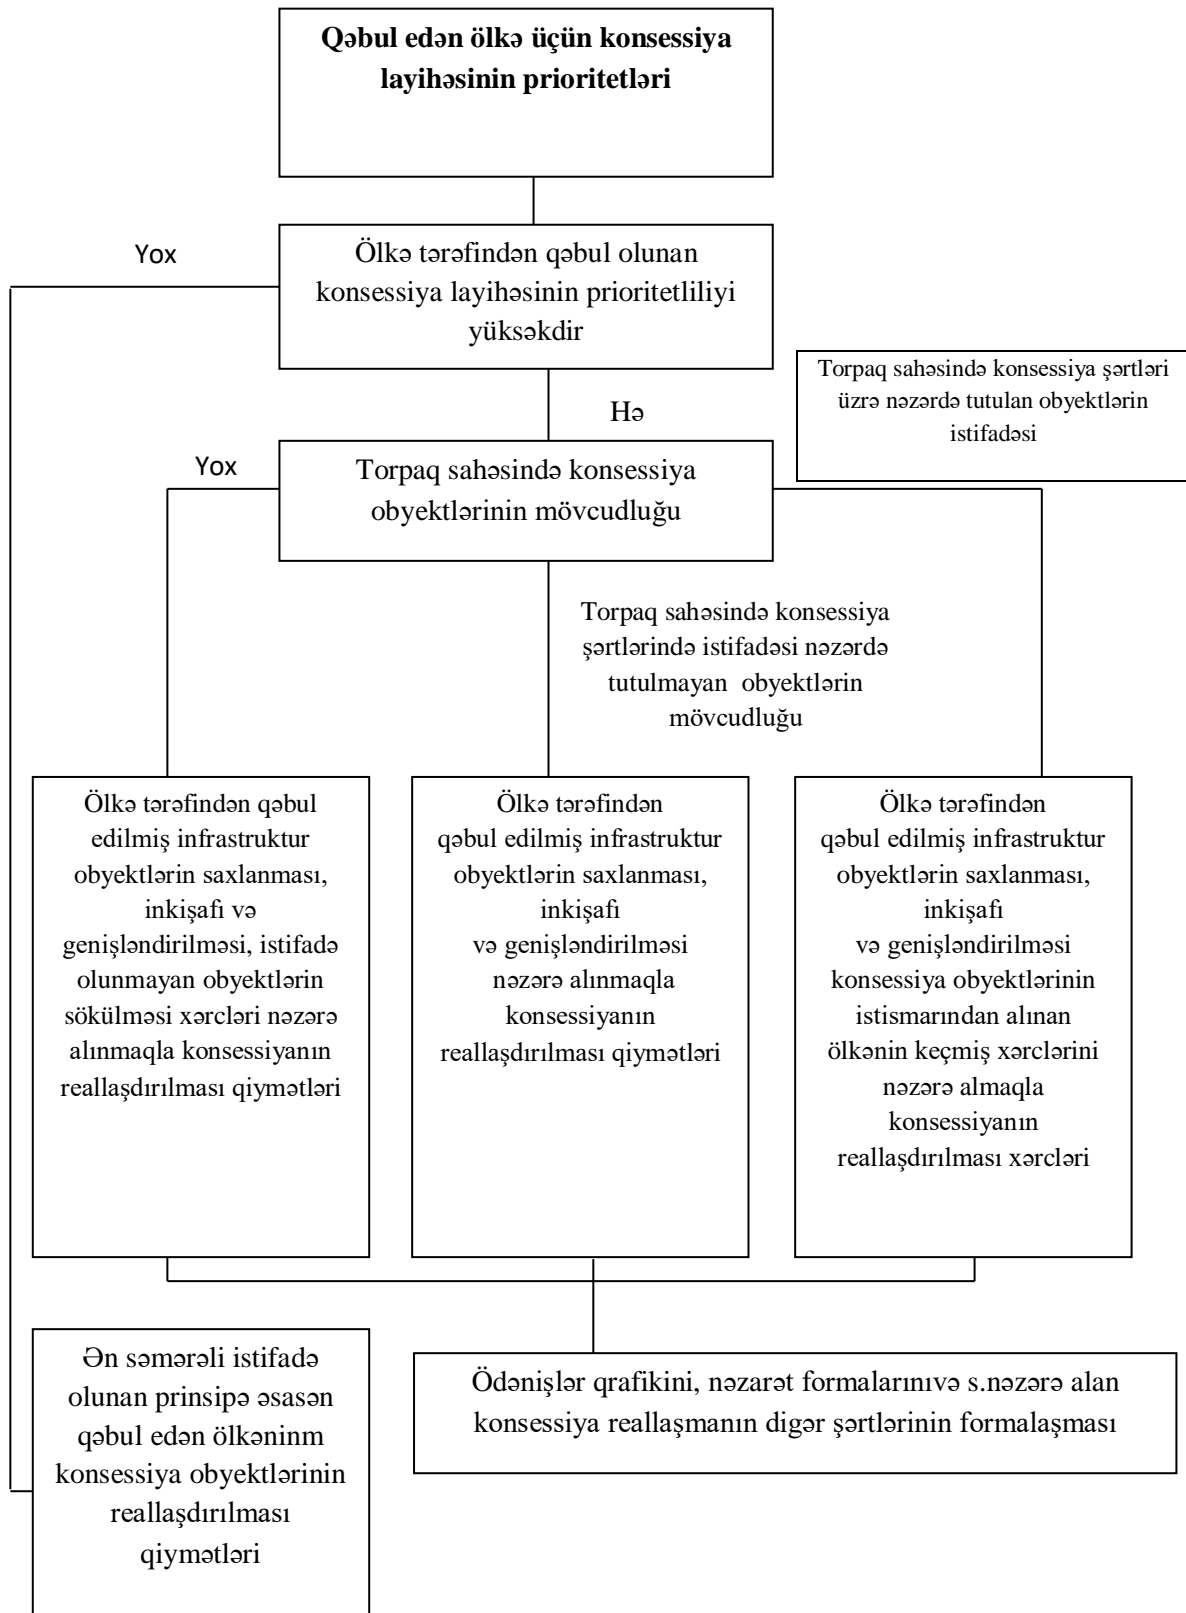 Qəbul edən ölkə üçün konsessiya
layihəsinin prioritetləri
Yox
Ölkə tərəfindən qəbul olunan
konsessiya layihəsinin prioritetliliyi
yüksəkdir
Torpaq sahəsində konsessiya şərtləri
üzrə nəzərdə tutulan obyektlərin
istifadəsi
Hə
Yox
Torpaq sahəsində konsessiya
obyektlərinin mövcudluğu
Torpaq sahəsində konsessiya
şərtlərində istifadəsi nəzərdə
tutulmayan obyektlərin
mövcudluğu
Ölkə tərəfindən qəbul
edilmiş infrastruktur
obyektlərin saxlanması,
inkişafı və
genişləndirilməsi, istifadə
olunmayan obyektlərin
sökülməsi xərcləri nəzərə
alınmaqla konsessiyanın
reallaşdırılması qiymətləri
Ölkə tərəfindən
qəbul edilmiş infrastruktur
obyektlərin saxlanması,
inkişafı
və genişləndirilməsi
nəzərə alınmaqla
konsessiyanın
reallaşdırılması qiymətləri
Ölkə tərəfindən
qəbul edilmiş infrastruktur
obyektlərin saxlanması,
inkişafı
və genişləndirilməsi
konsessiya obyektlərinin
istismarından alınan
ölkənin keçmiş xərclərini
nəzərə almaqla
konsessiyanın
reallaşdırılması xərcləri
Ən səmərəli istifadə
olunan prinsipə əsasən
qəbul edən ölkəninm
konsessiya obyektlərinin
reallaşdırılması
qiymətləri
Ödənişlər qrafikini, nəzarət formalarınıvə s.nəzərə alan
konsessiya reallaşmanın digər şərtlərinin formalaşması